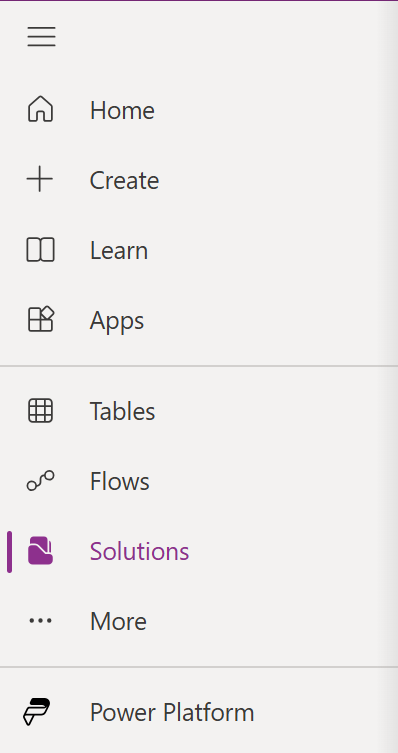 Home
Create
Learn
Apps
Tables
Flows
Solutions
More
Power Platform